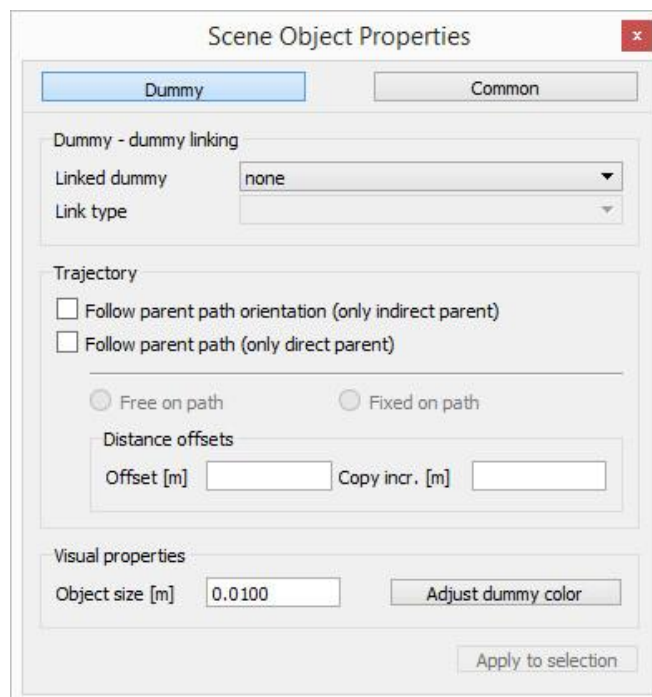 Scene Object Properties
x
Dummy Common
Dummy - dummy linking
Linked dummy none
Link type
Trajectory
Follow parent path orientation (only indirect parent)
Follow parent path (only direct parent)
Free on path Fixed on path
Distance offsets
Offset [m] Copy incr. [m]
Visual properties
Object size [m] 0.0100 Adjust dummy color
Apply to selection